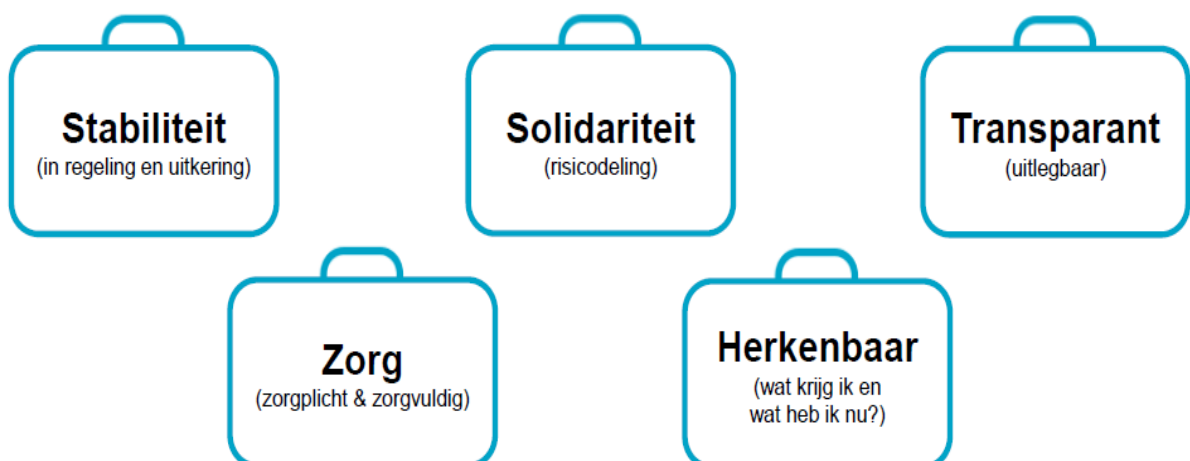 Stabiliteit
(in regeling en uitkering)
Solidariteit
(risicodeling)
Transparant
(uitlegbaar)
Zorg
(zorgplicht & zorgvuldig)
Herkenbaar
(wat krijg ik en
wat heb ik nu?)